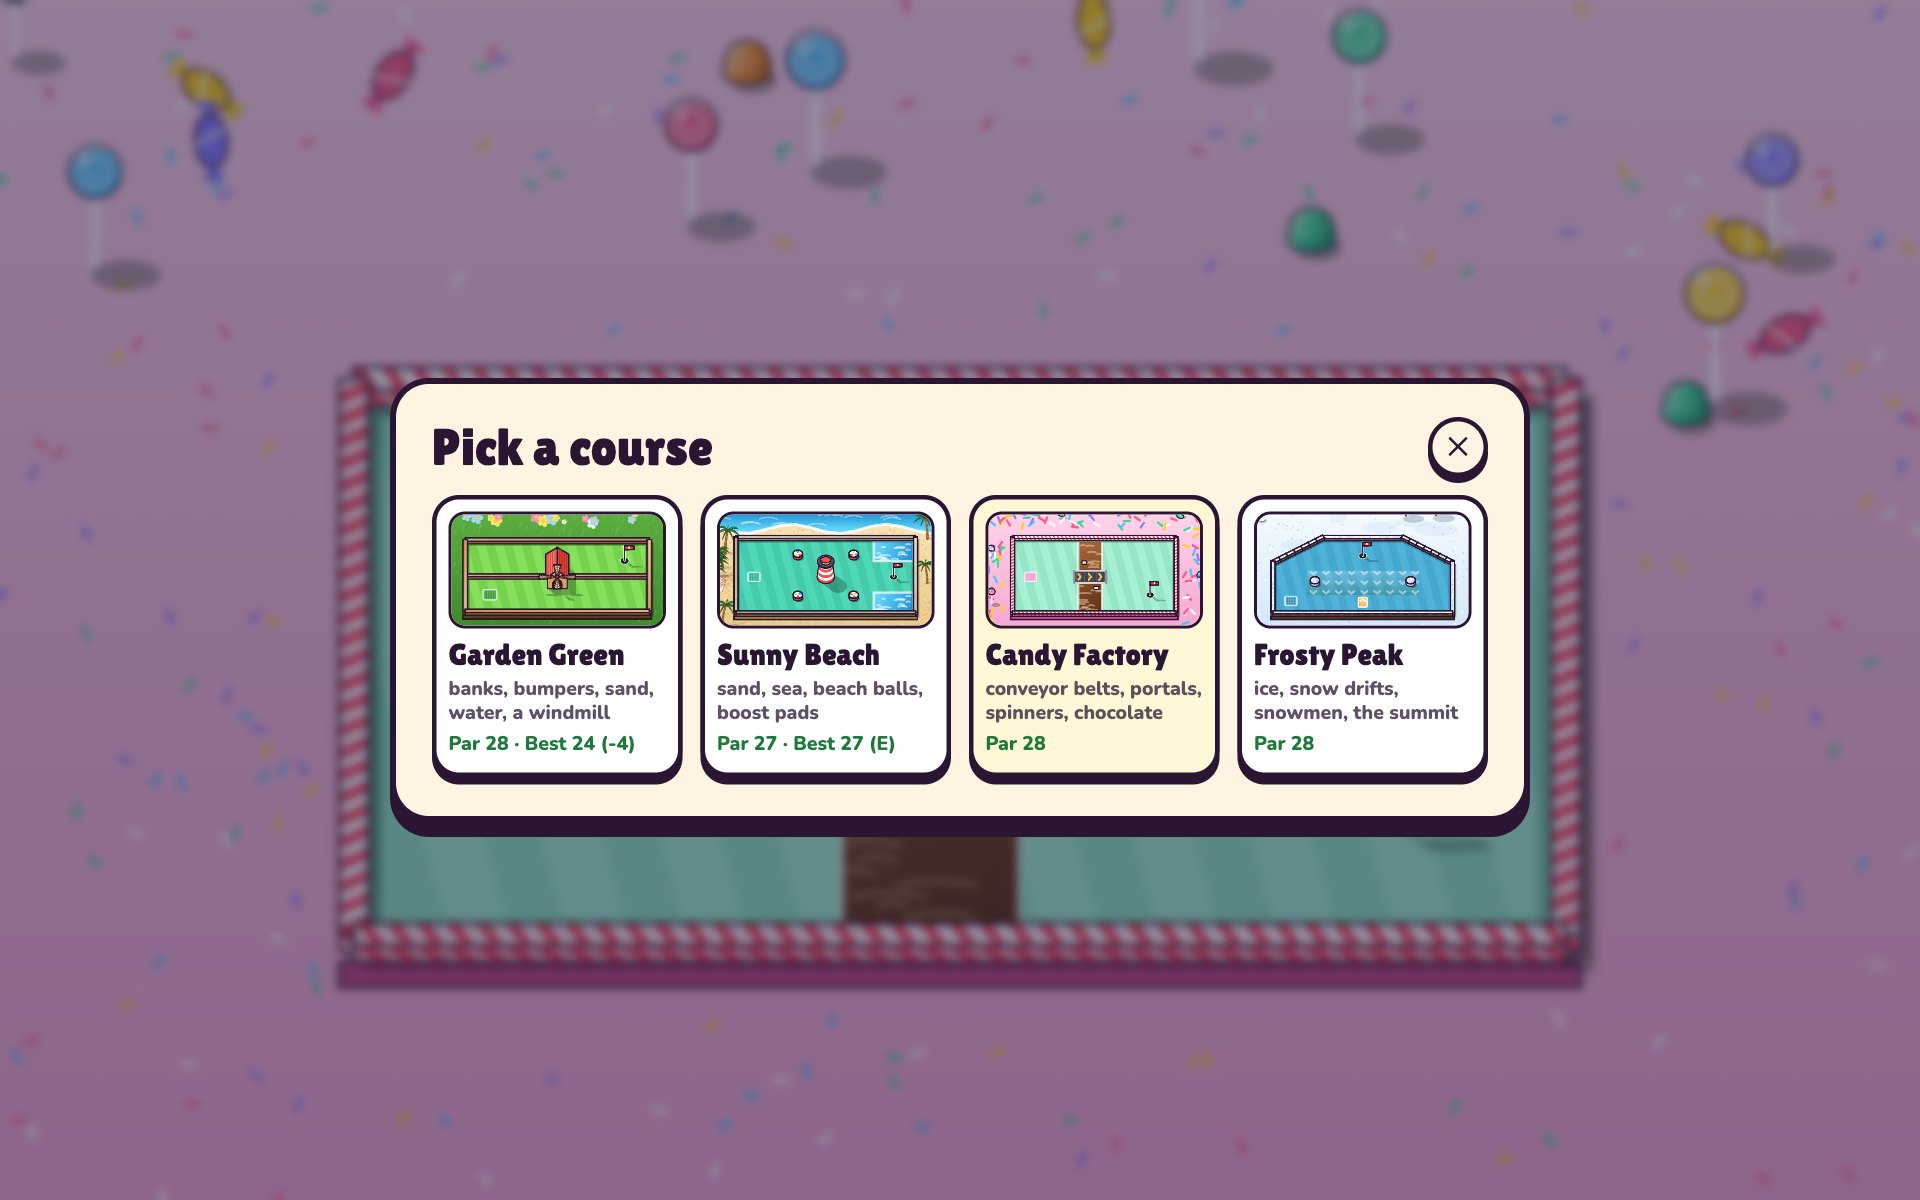 Pick a course
Garden Green
banks, bumpers, sand,
water, a windmill
Par 28 · Best 24 (-4)
Sunny Beach
sand, sea, beach balls,
boost pads
Par 27 · Best 27 (E)
Candy Factory
conveyor belts, portals,
spinners, chocolate
Par 28
Frosty Peak
ice, snow drifts,
snowmen, the summit
Par 28